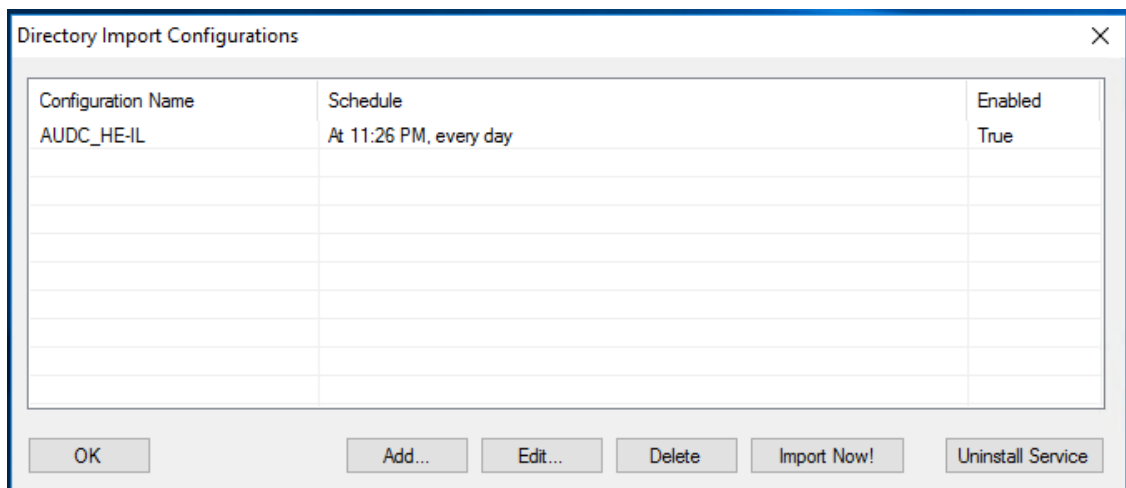 Directory Import Configurations
Configuration Name Schedule Enabled
AUDC_HE-IL At 11:26 PM, every day True
OK Add... Edit... Delete Import Now! Uninstall Service